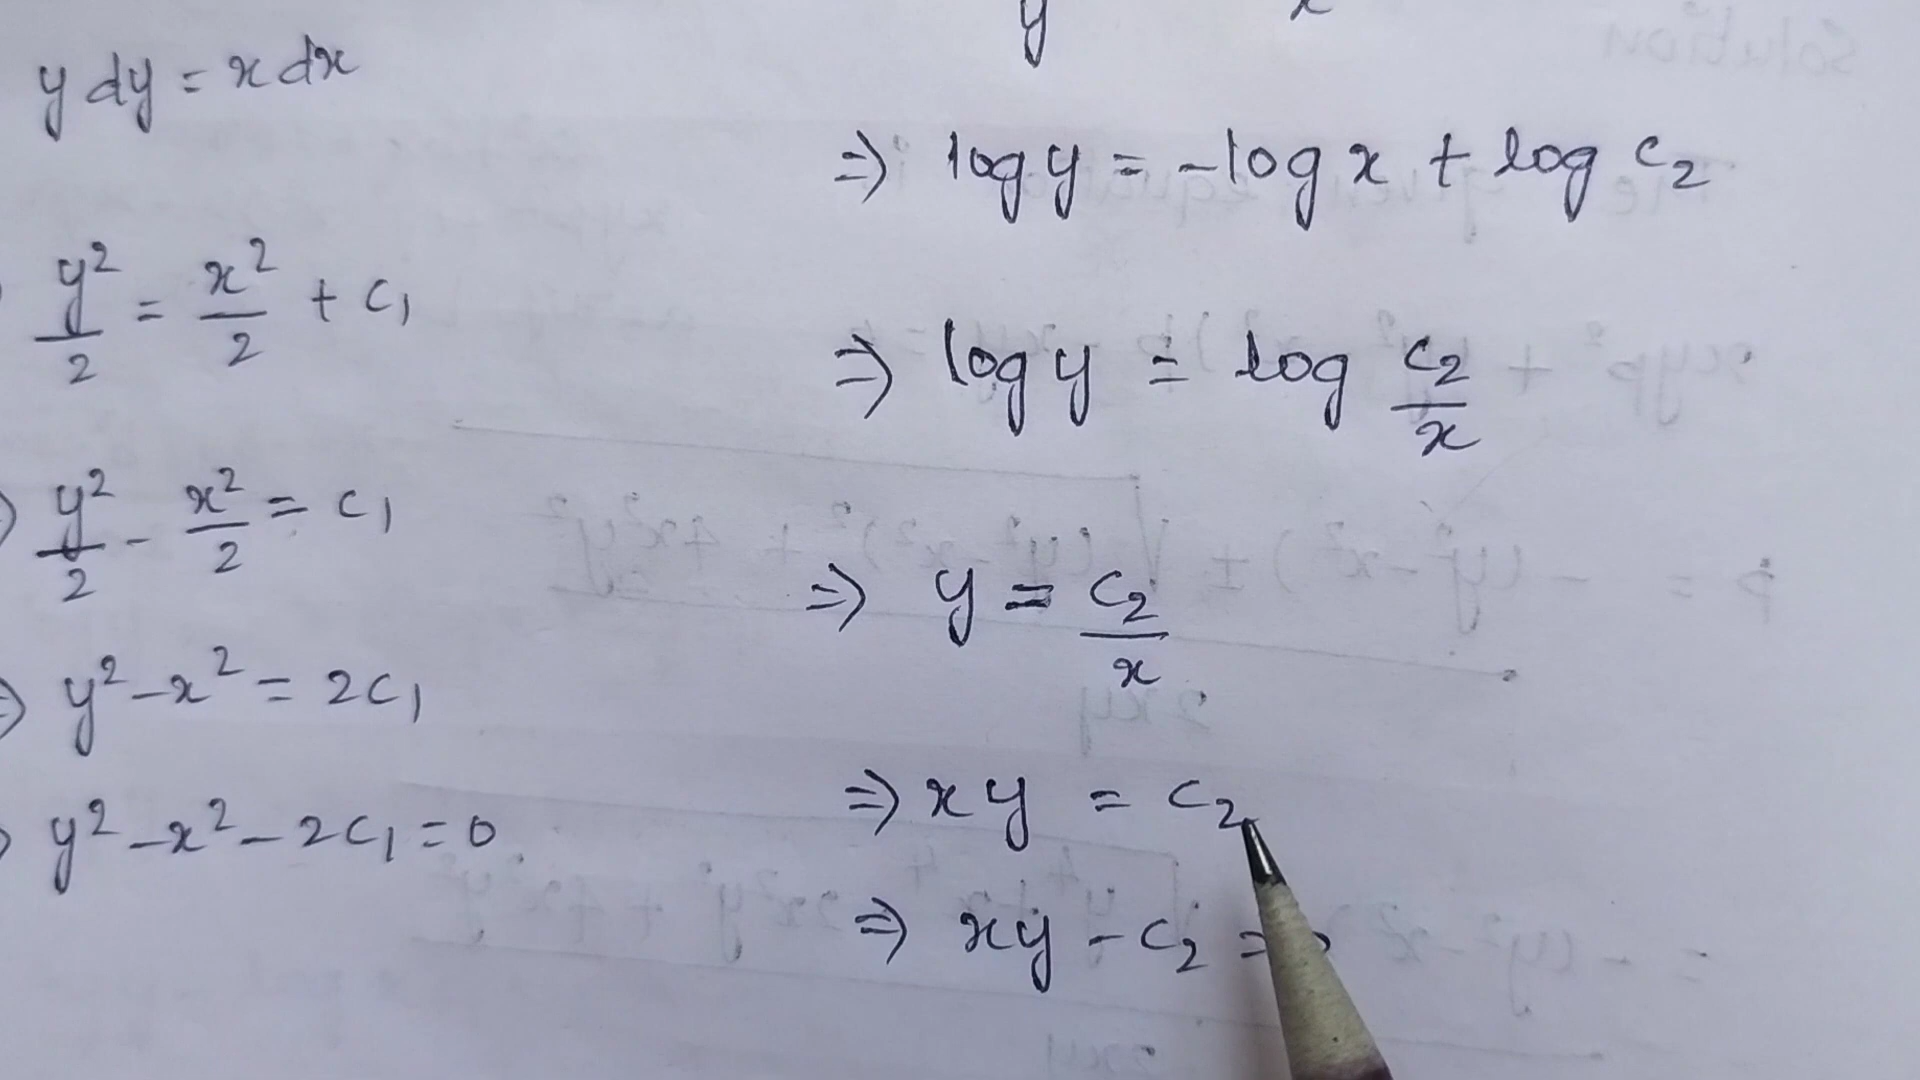 y dy = x dx
y²/2 = x²/2 + c₁
y²/2 - x²/2 = c₁
⇒ y² - x² = 2c₁
y² - x² - 2c₁ = 0
y x
⇒ log y = -log x + log c₂
⇒ log y = log c₂/x
⇒ y = c₂/x
⇒ xy = c₂
⇒ xy - c₂ =